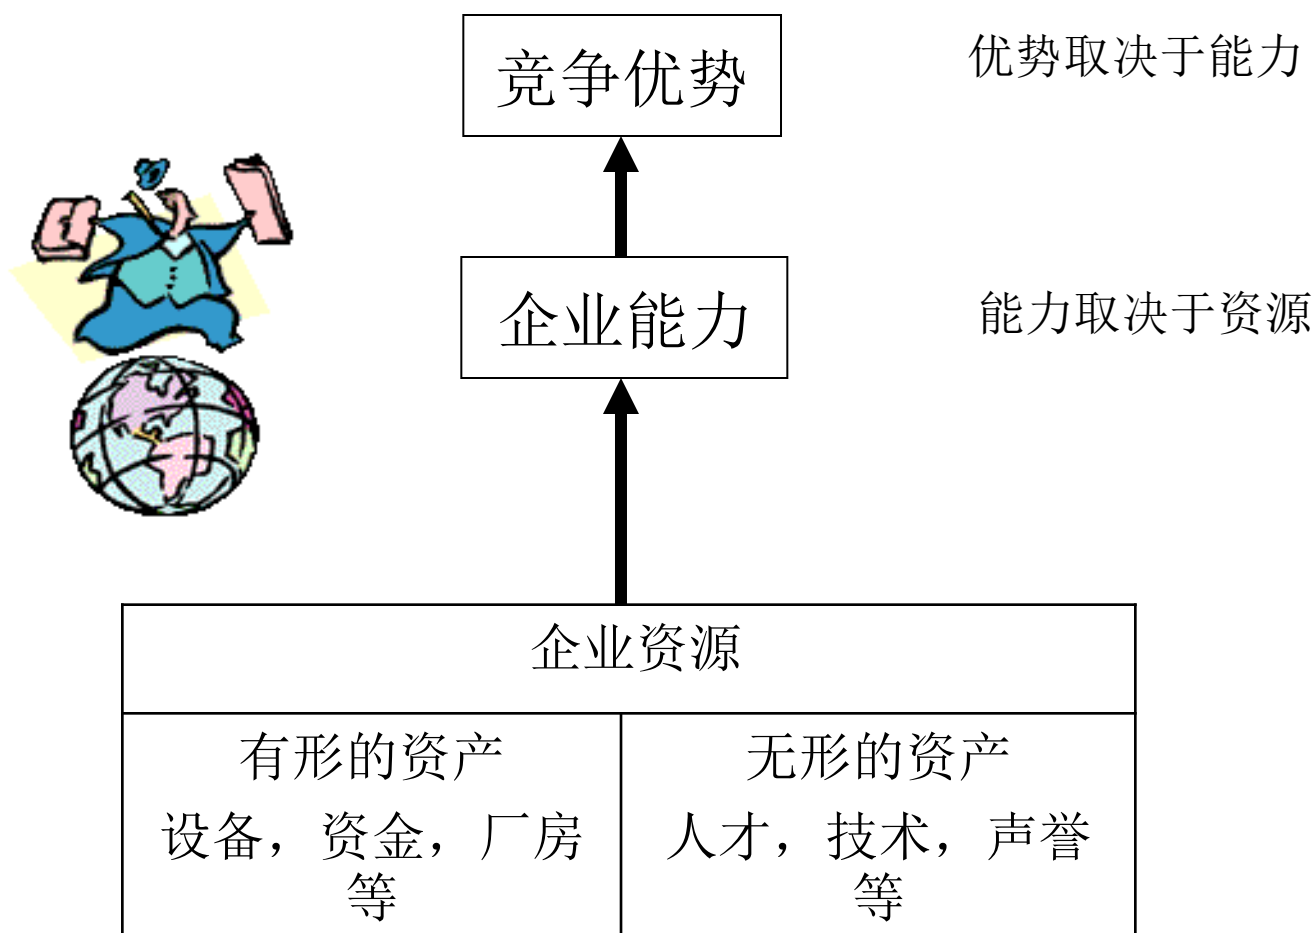 竞争优势
优势取决于能力
企业能力
能力取决于资源
企业资源
有形的资产
设备，资金，厂房
等
无形的资产
人才，技术，声誉
等